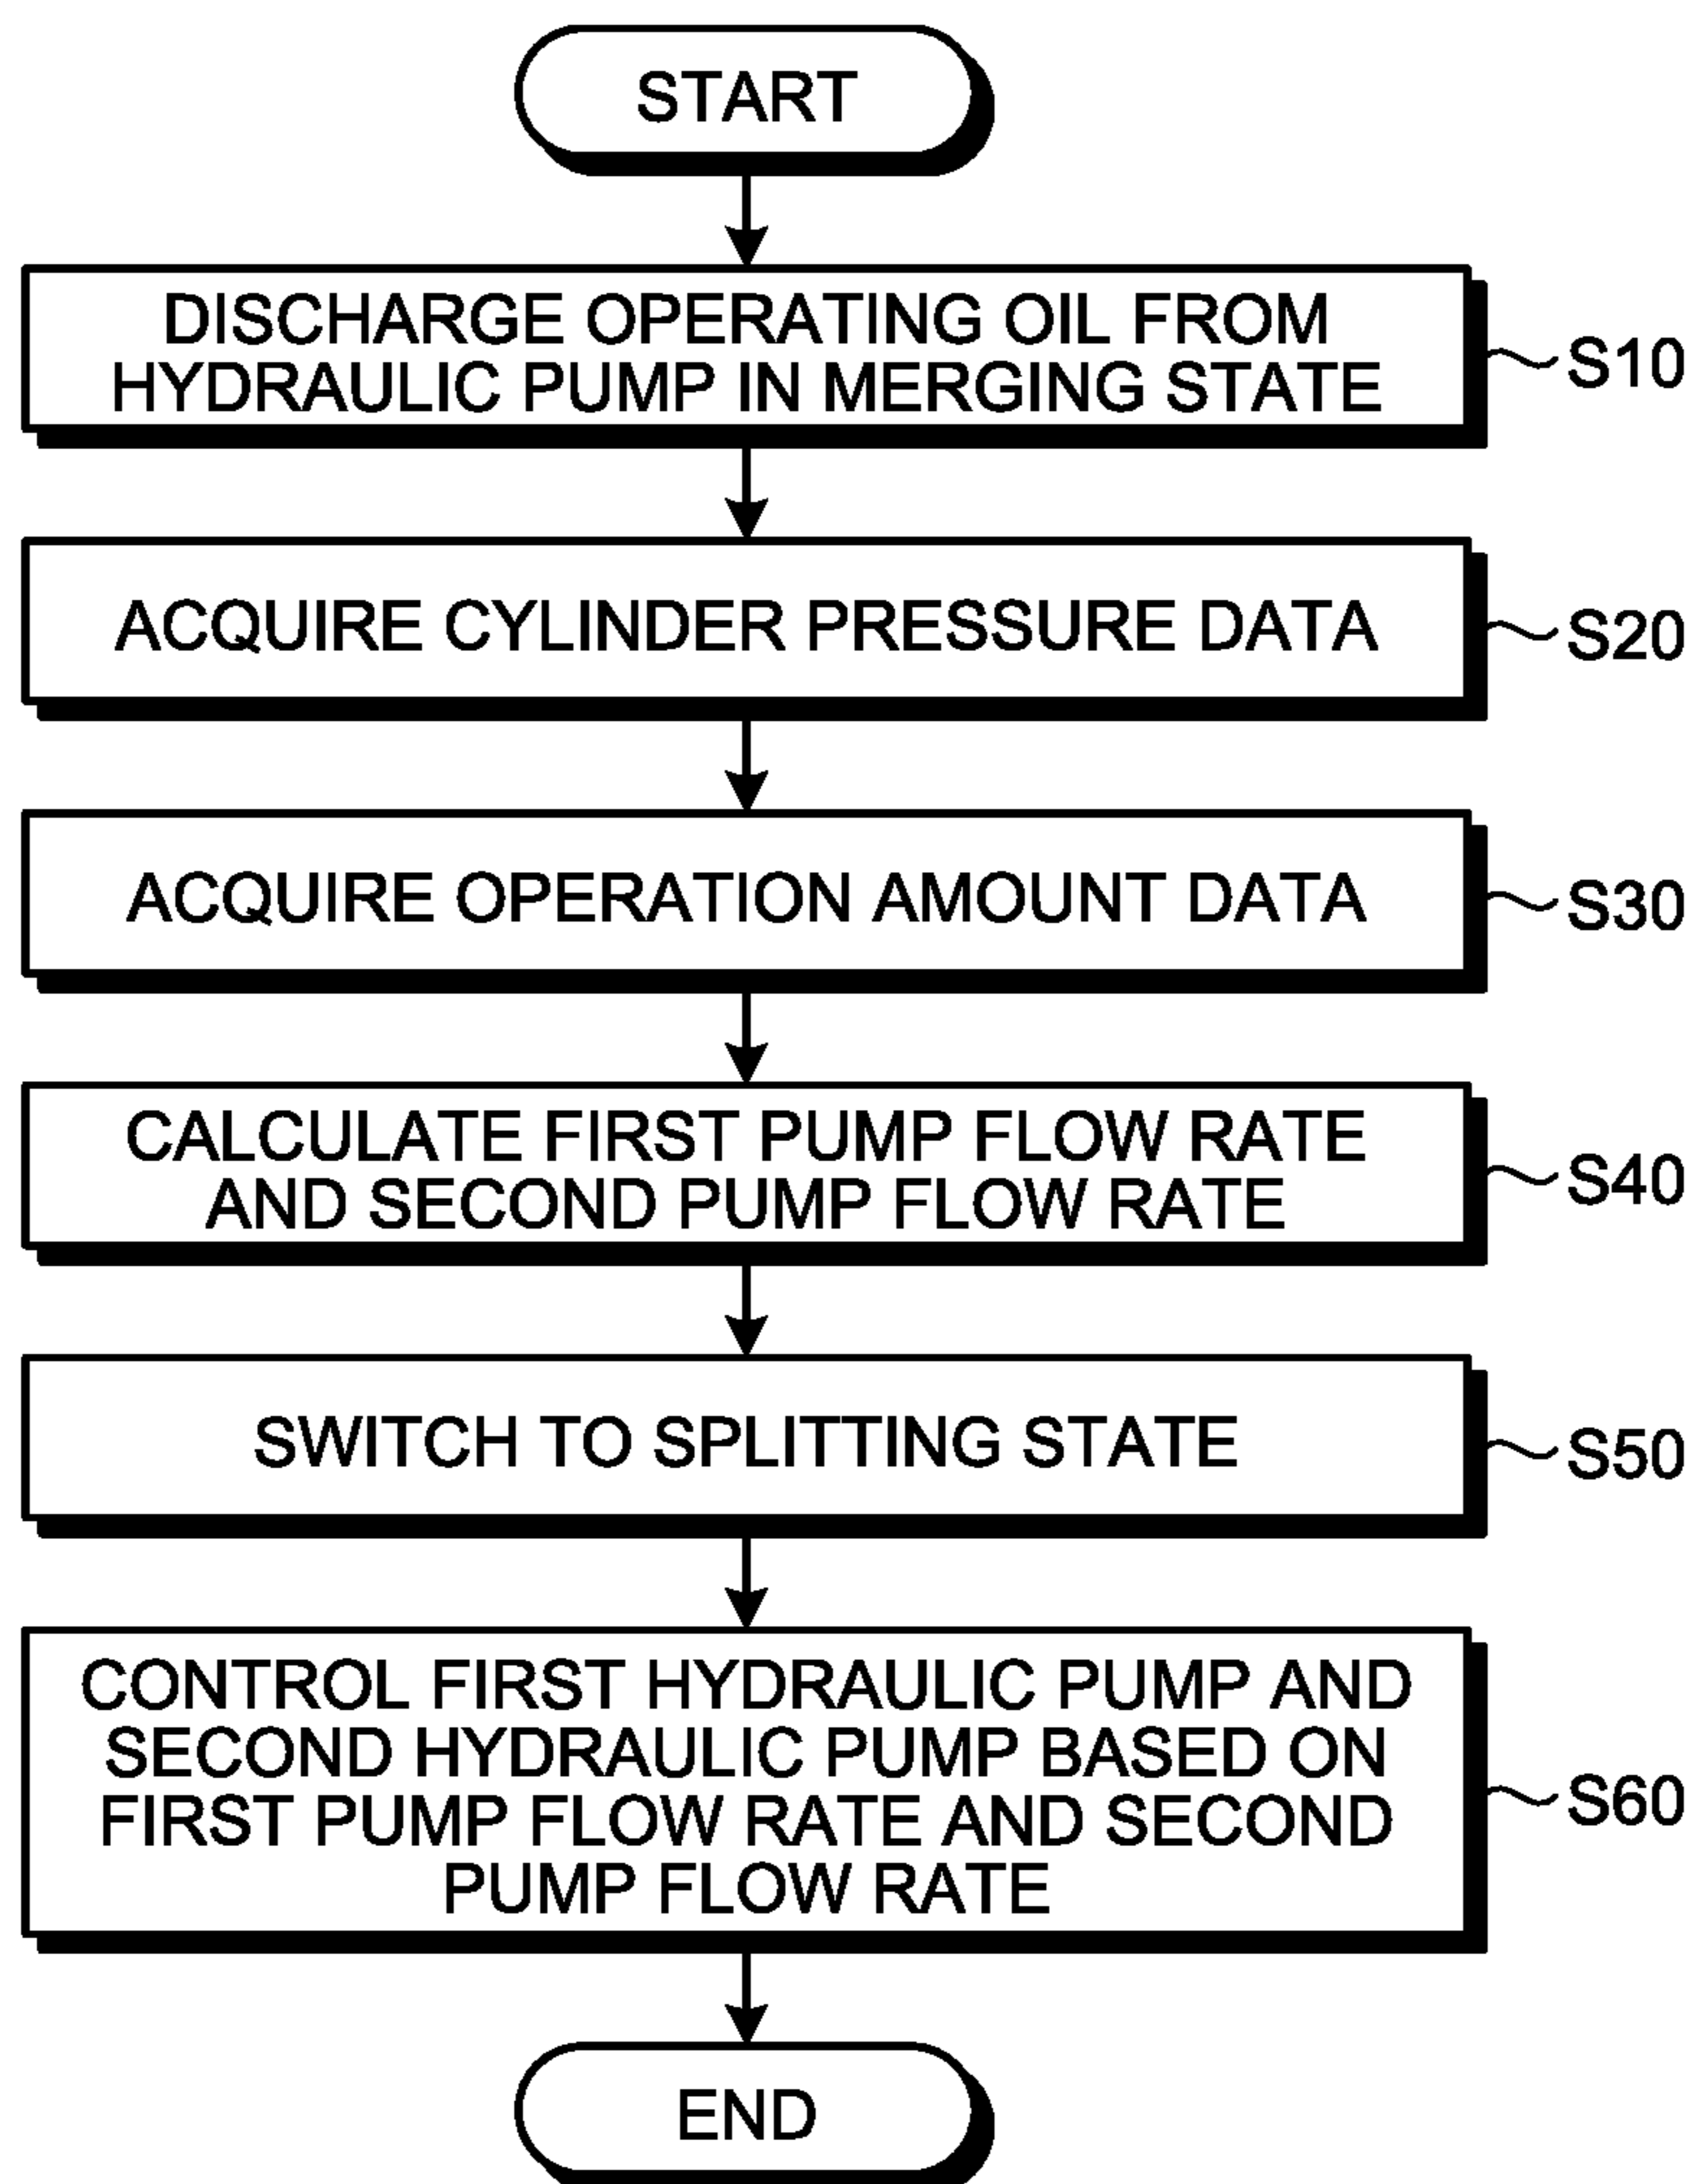 START
DISCHARGE OPERATING OIL FROM
HYDRAULIC PUMP IN MERGING STATE
S10
ACQUIRE CYLINDER PRESSURE DATA
S20
ACQUIRE OPERATION AMOUNT DATA
S30
CALCULATE FIRST PUMP FLOW RATE
AND SECOND PUMP FLOW RATE
S40
SWITCH TO SPLITTING STATE
S50
CONTROL FIRST HYDRAULIC PUMP AND
SECOND HYDRAULIC PUMP BASED ON
FIRST PUMP FLOW RATE AND SECOND
PUMP FLOW RATE
S60
END